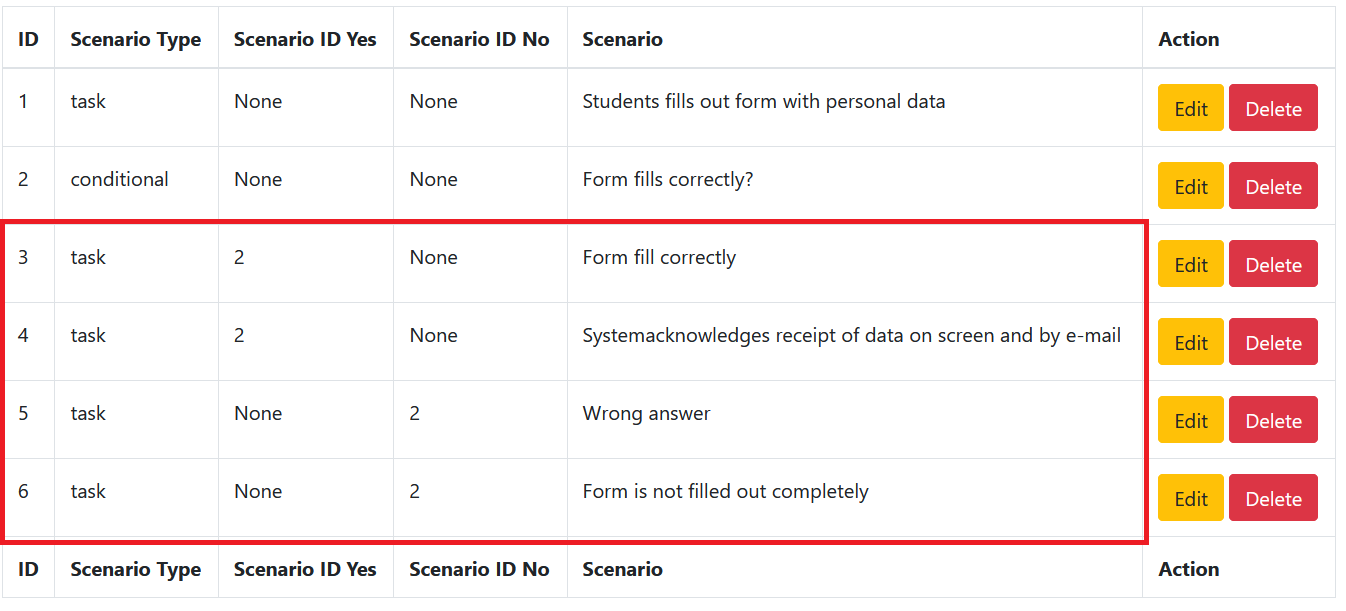 ID Scenario Type Scenario ID Yes Scenario ID No Scenario Action
1 task None None Students fills out form with personal data Edit Delete
2 conditional None None Form fills correctly? Edit Delete
3 task 2 None Form fill correctly Edit Delete
4 task 2 None Systemacknowledges receipt of data on screen and by e-mail Edit Delete
5 task None 2 Wrong answer Edit Delete
6 task None 2 Form is not filled out completely Edit Delete
ID Scenario Type Scenario ID Yes Scenario ID No Scenario Action